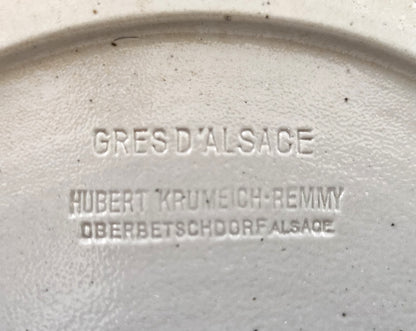 GRES D'ALSACE
HUBERT KRUMEICH-REMMY
OBERBETSCHDORF ALSACE